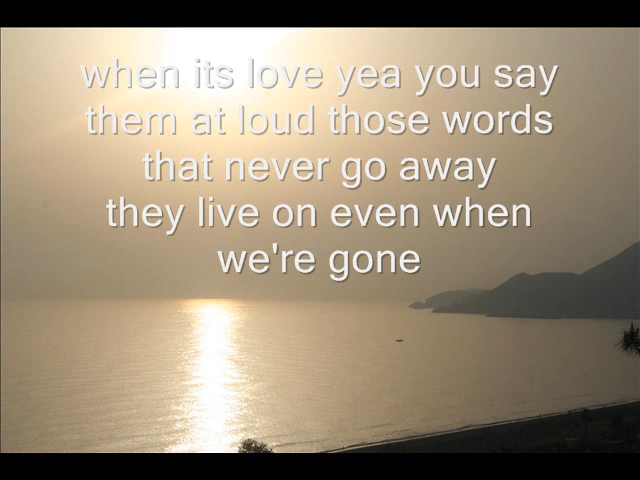 when its love yea you say
them at loud those words
that never go away
they live on even when
we're gone